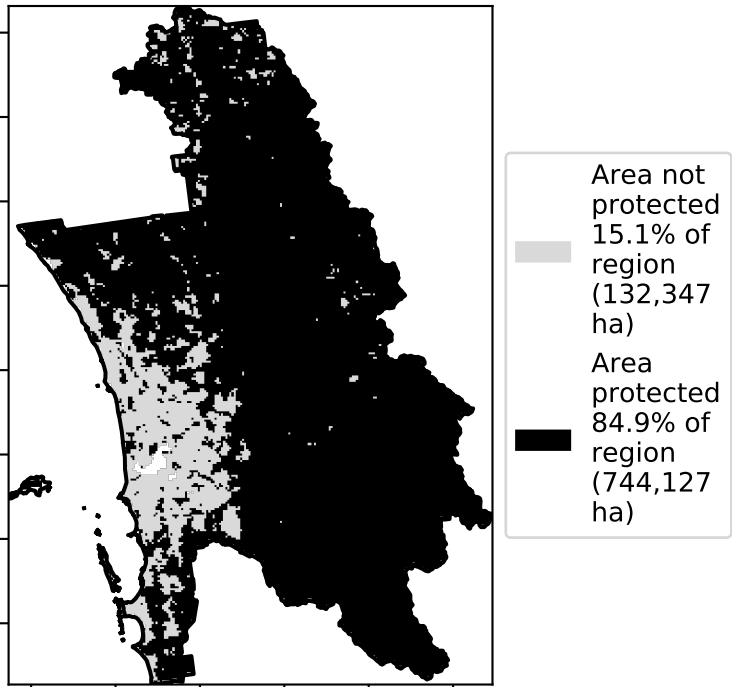 Area not
protected
15.1% of
region
(132,347
ha)
Area
protected
84.9% of
region
(744,127
ha)